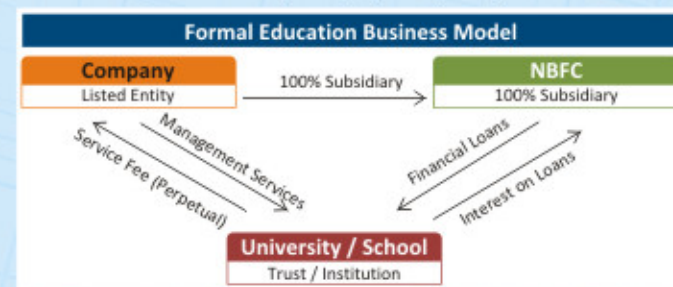 Formal Education Business Model
Company
Listed Entity
100% Subsidiary
NBFC
100% Subsidiary
Management Services
Service Fee (Perpetual)
Financial Loans
Interest on Loans
University / School
Trust / Institution